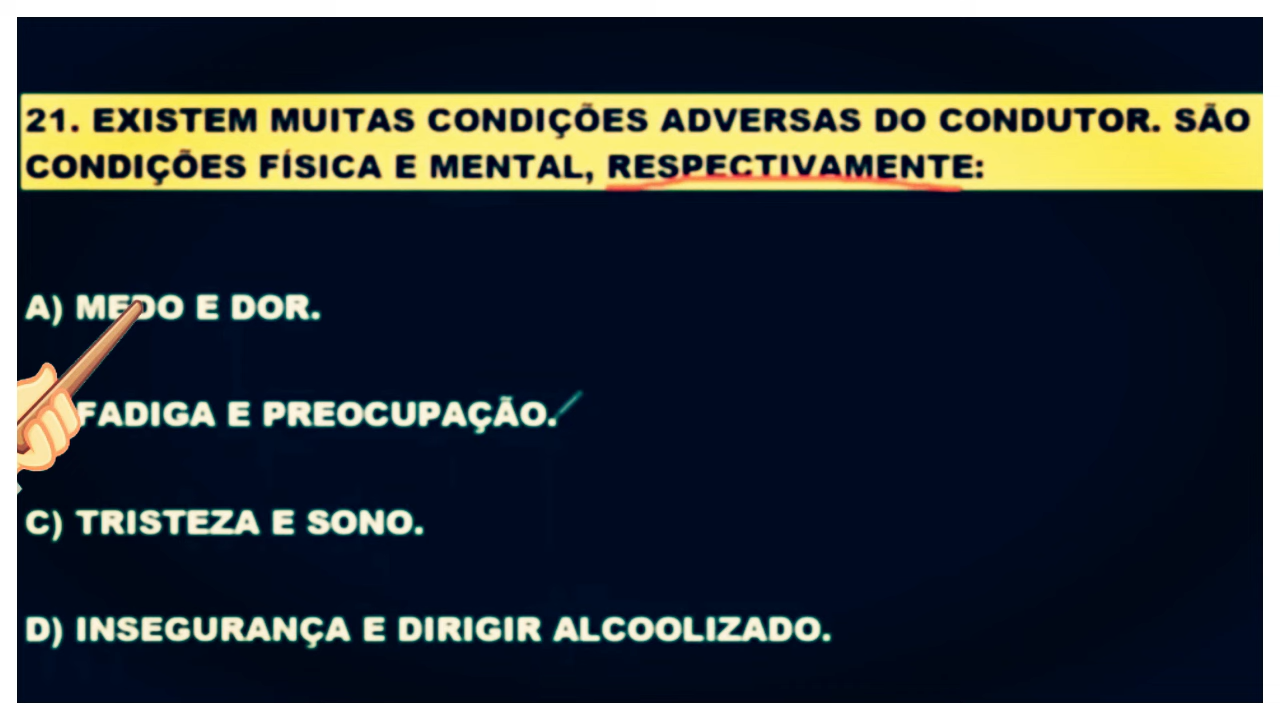 21. EXISTEM MUITAS CONDIÇÕES ADVERSAS DO CONDUTOR. SÃO
CONDIÇÕES FÍSICA E MENTAL, RESPECTIVAMENTE:
A) MEDO E DOR.
FADIGA E PREOCUPAÇÃO.
C) TRISTEZA E SONO.
D) INSEGURANÇA E DIRIGIR ALCOOLIZADO.